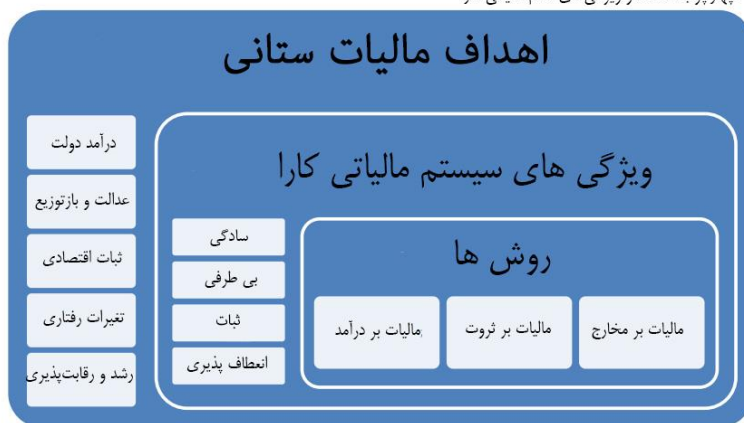 اهداف مالیات ستانی
درآمد دولت
عدالت و بازتوزیع
ثبات اقتصادی
تغیرات رفتاری
رشد و رقابت‌پذیری
ویژگی های سیستم مالیاتی کارا
سادگی
بی طرفی
ثبات
انعطاف پذیری
روش ها
مالیات بر مخارج
مالیات بر ثروت
مالیات بر درآمد